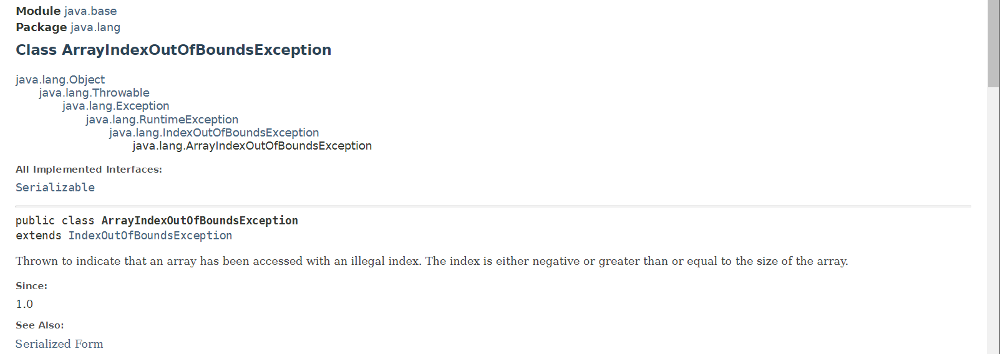 Module java.base
Package java.lang
Class ArrayIndexOutOfBoundsException
java.lang.Object
java.lang.Throwable
java.lang.Exception
java.lang.RuntimeException
java.lang.IndexOutOfBoundsException
java.lang.ArrayIndexOutOfBoundsException
All Implemented Interfaces:
Serializable
public class ArrayIndexOutOfBoundsException
extends IndexOutOfBoundsException
Thrown to indicate that an array has been accessed with an illegal index. The index is either negative or greater than or equal to the size of the array.
Since:
1.0
See Also:
Serialized Form